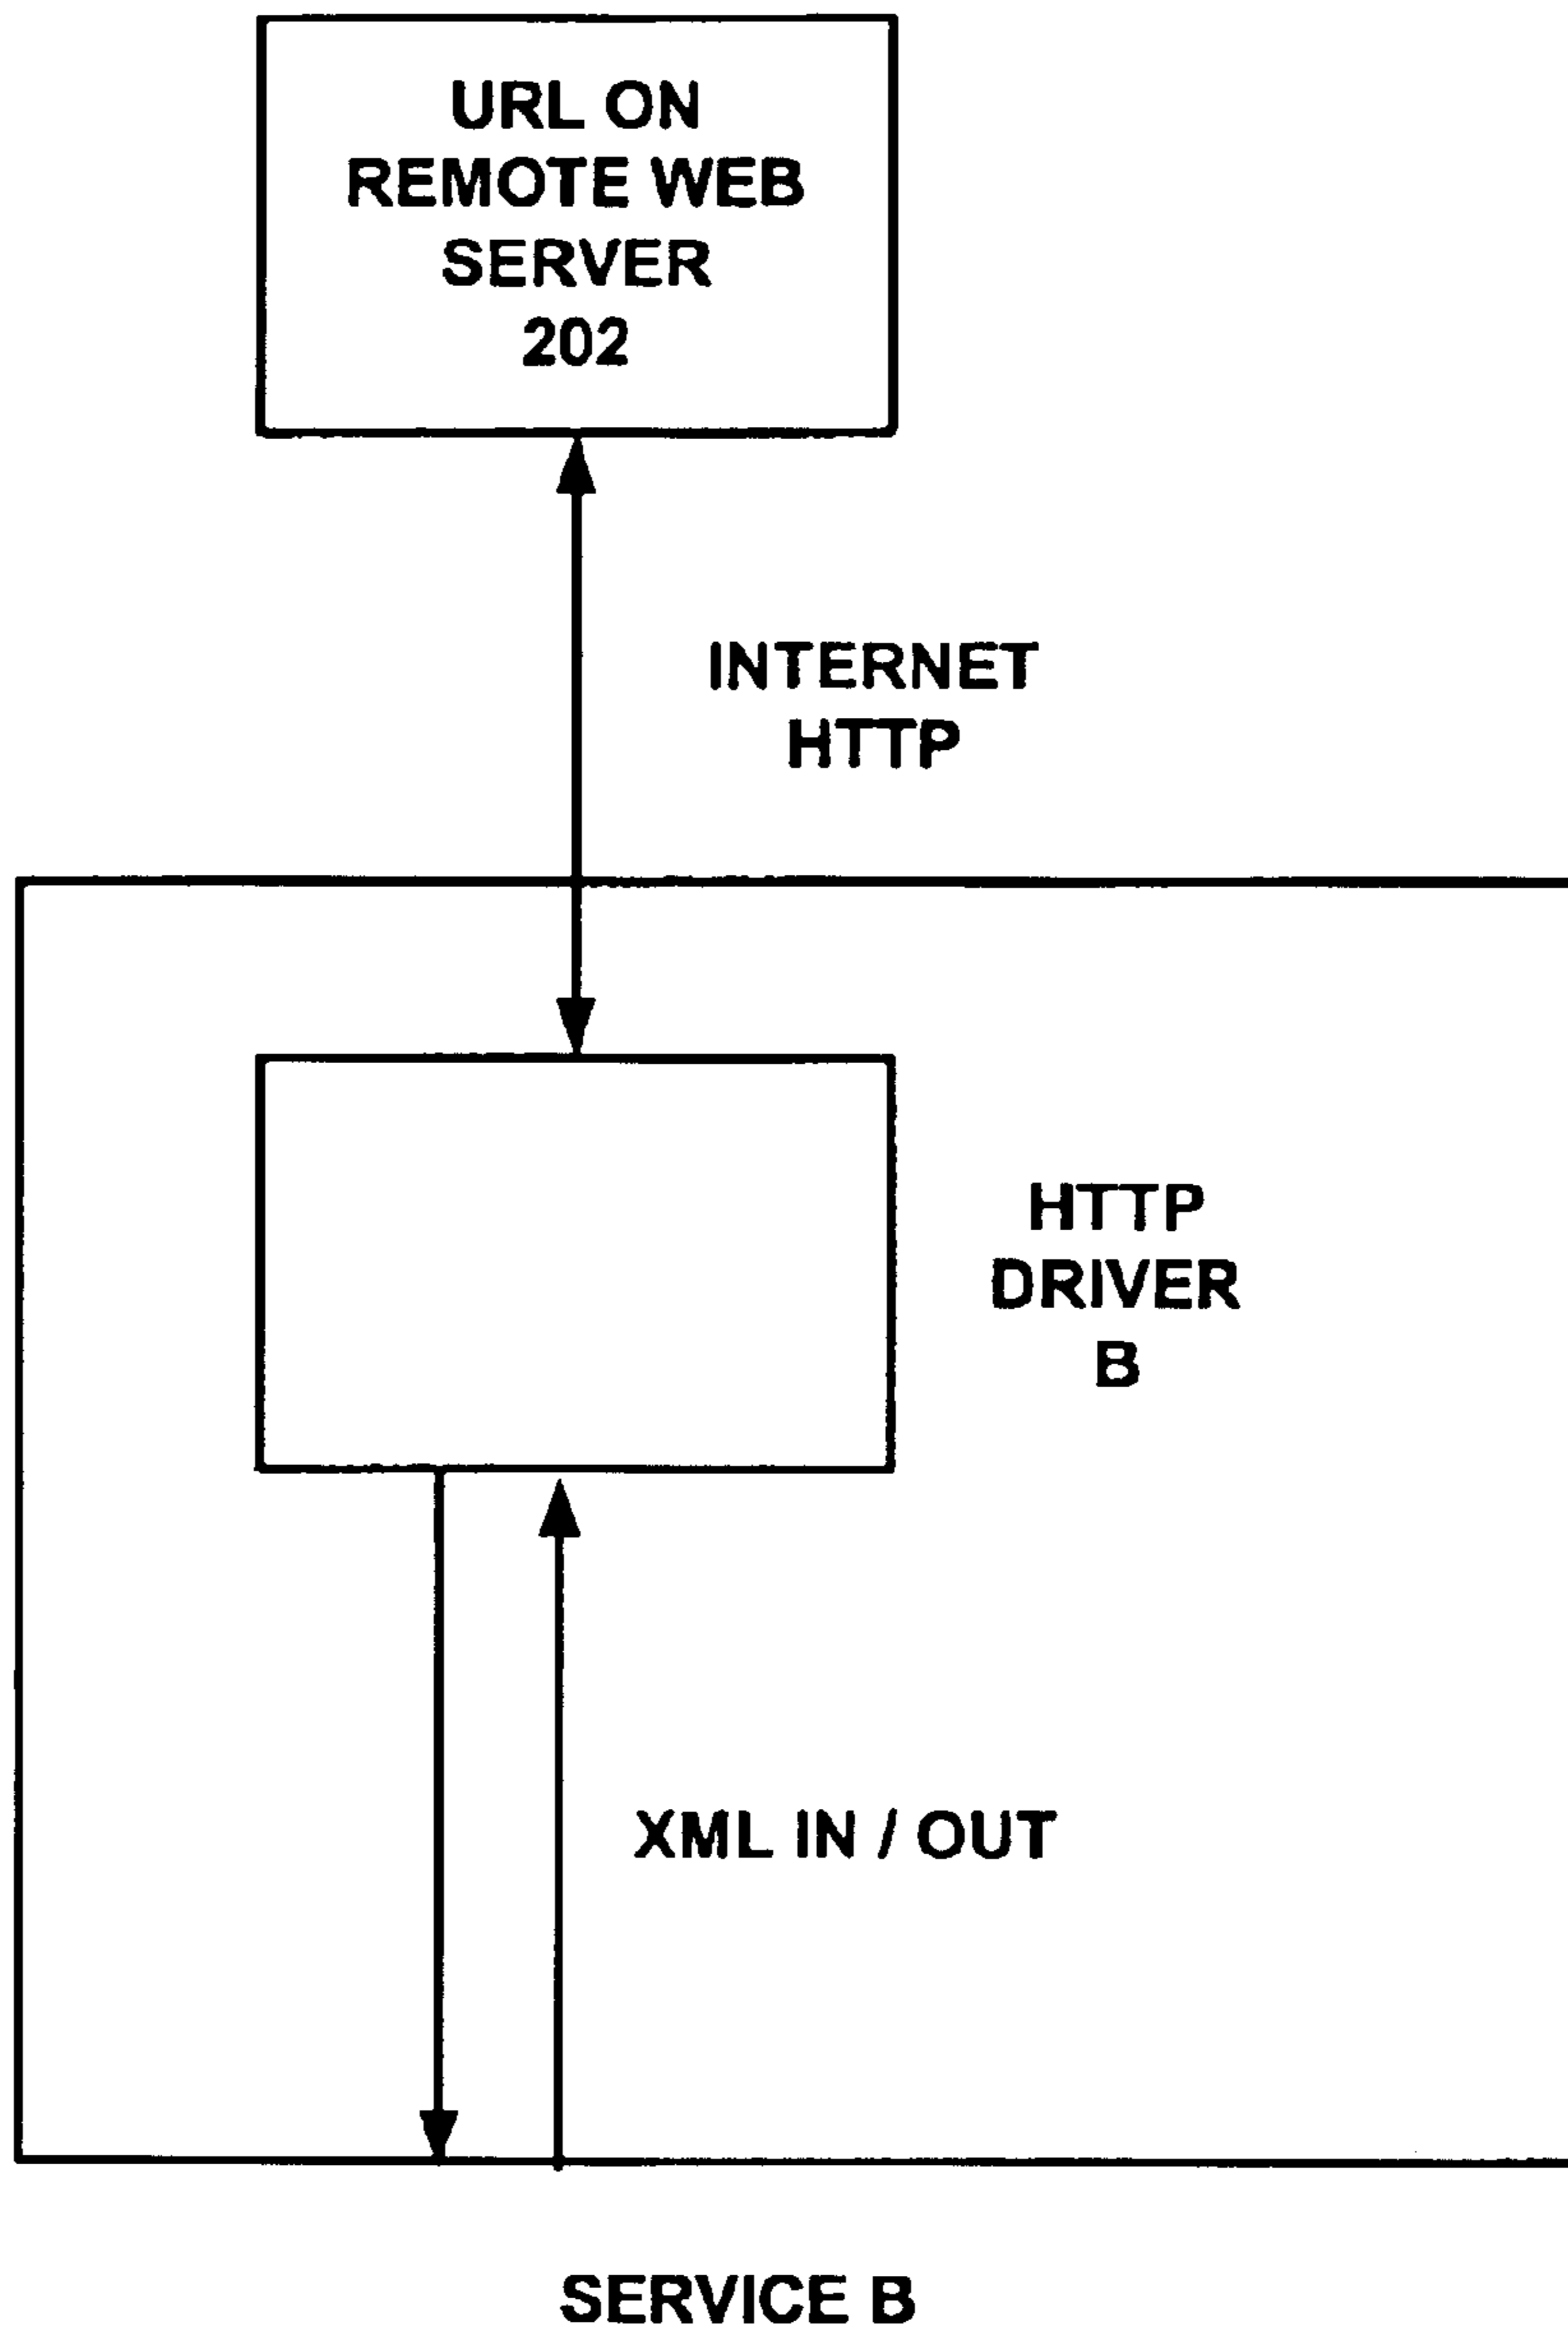 URL ON
REMOTE WEB
SERVER
202
INTERNET
HTTP
HTTP
DRIVER
B
XML IN / OUT
SERVICE B